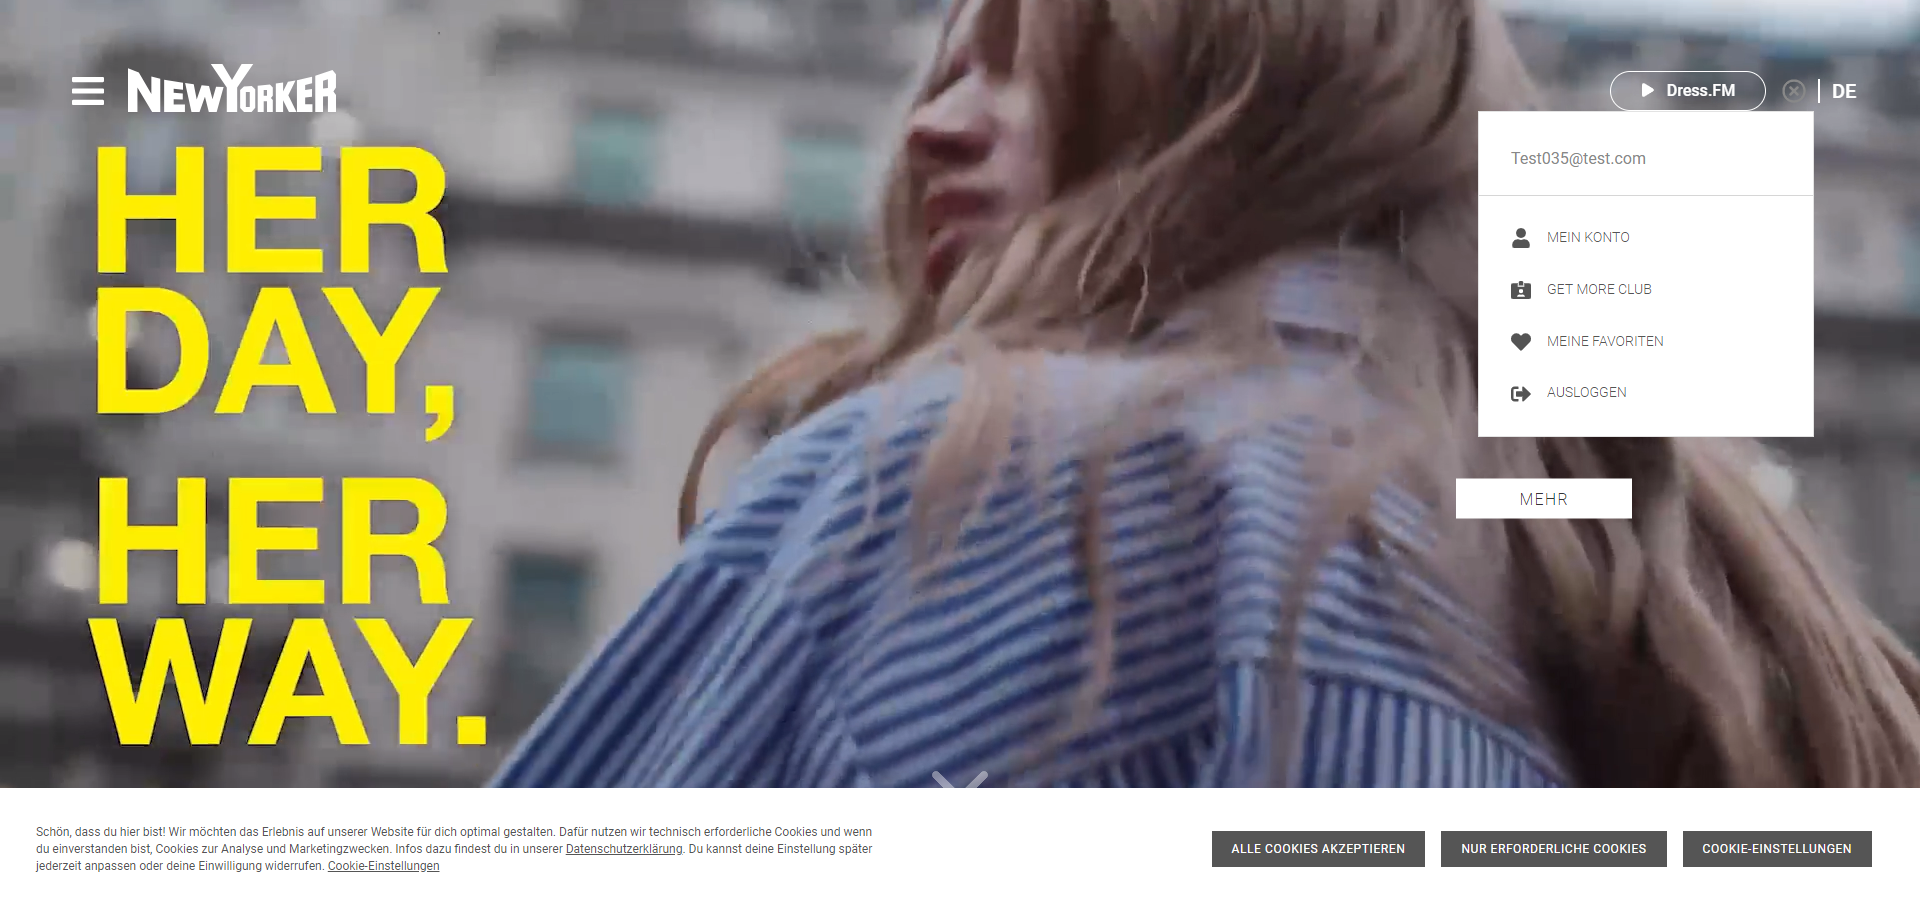 NEWYORKER
Dress.FM
DE
HER
DAY,
HER
WAY.
Test035@test.com
MEIN KONTO
GET MORE CLUB
MEINE FAVORITEN
AUSLOGGEN
MEHR
Schön, dass du hier bist! Wir möchten das Erlebnis auf unserer Website für dich optimal gestalten. Dafür nutzen wir technisch erforderliche Cookies und wenn
du einverstanden bist, Cookies zur Analyse und Marketingzwecken. Infos dazu findest du in unserer Datenschutzerklärung. Du kannst deine Einstellung später
jederzeit anpassen oder deine Einwilligung widerrufen. Cookie-Einstellungen
ALLE COOKIES AKZEPTIEREN
NUR ERFORDERLICHE COOKIES
COOKIE-EINSTELLUNGEN